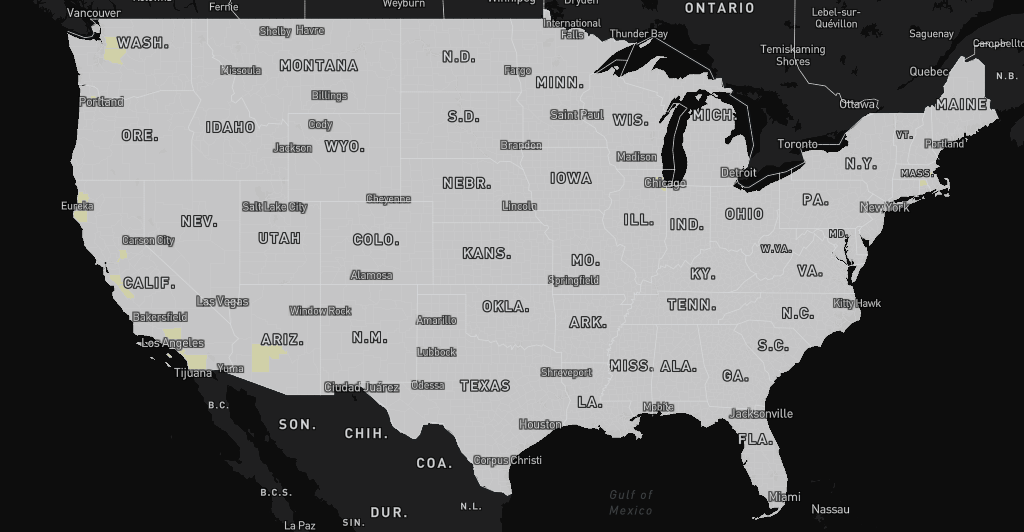 Fernie
Weyburn
Winnipeg
Dryden
ONTARIO
Vancouver
Lebel-sur-
Quévillon
International
Falls
Shelby Havre
Thunder Bay
Saguenay
WASH.
Campbellto
Temiskaming
Shores
N.D.
MONTANA
Missoula
Fargo
Quebec
N.B.
MINN.
Billings
Portland
Ottawa
MAINE
S.D.
Saint Paul
WIS.
MICH.
Cody
IDAHO
ORE.
VT.
Jackson
WYO.
Brandon
Toronto
Portland
Madison
N.Y.
Detroit
MASS.
IOWA
NEBR.
Chicago
Cheyenne
PA.
Eureka
Salt Lake City
Lincoln
New York
NEV.
ILL.
IND.
OHIO
MD.
Carson City
UTAH
COLO.
W.VA.
KANS.
MO.
VA.
Alamosa
KY.
CALIF.
Springfield
Las Vegas
Window Rock
OKLA.
TENN.
Kitty Hawk
Bakersfield
Amarillo
ARK.
N.C.
Los Angeles
ARIZ.
N.M.
S.C.
Lubbock
Tijuana
Yuma
Shreveport
MISS.
ALA.
GA.
Ciudad Juárez
Odessa
TEXAS
B.C.
LA.
Mobile
Jacksonville
SON.
CHIH.
Houston
FLA.
COA.
Corpus Christi
B.C.S.
Gulf of
Mexico
Miami
N.L.
Nassau
DUR.
SIN.
La Paz